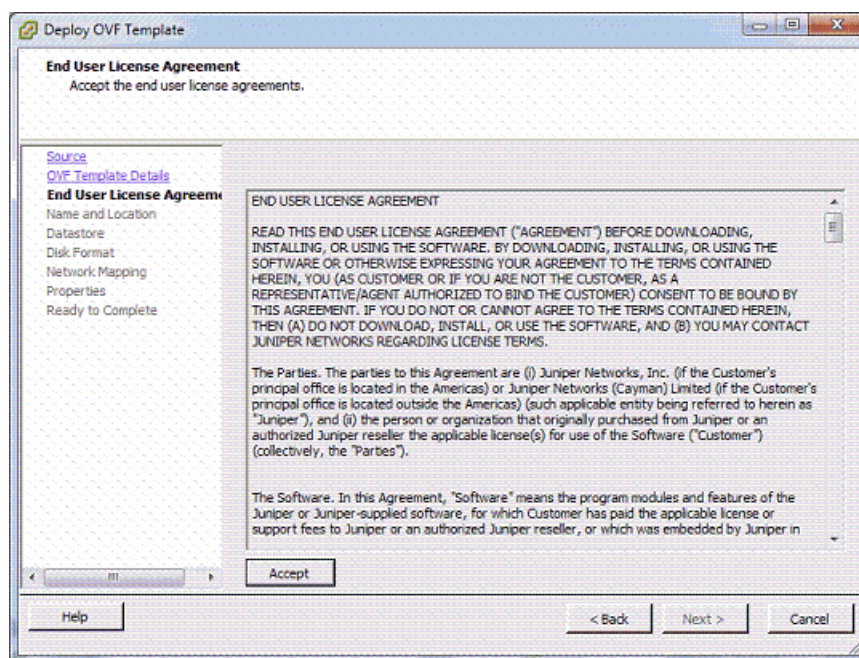 Deploy OVF Template
End User License Agreement
Accept the end user license agreements.
Source
OVF Template Details
End User License Agreeme
Name and Location
Datastore
Disk Format
Network Mapping
Properties
Ready to Complete
END USER LICENSE AGREEMENT
READ THIS END USER LICENSE AGREEMENT ("AGREEMENT") BEFORE DOWNLOADING,
INSTALLING, OR USING THE SOFTWARE. BY DOWNLOADING, INSTALLING, OR USING THE
SOFTWARE OR OTHERWISE EXPRESSING YOUR AGREEMENT TO THE TERMS CONTAINED
HEREIN, YOU (AS CUSTOMER OR IF YOU ARE NOT THE CUSTOMER, AS A
REPRESENTATIVE/AGENT AUTHORIZED TO BIND THE CUSTOMER) CONSENT TO BE BOUND BY
THIS AGREEMENT. IF YOU DO NOT OR CANNOT AGREE TO THE TERMS CONTAINED HEREIN,
THEN (A) DO NOT DOWNLOAD, INSTALL, OR USE THE SOFTWARE, AND (B) YOU MAY CONTACT
JUNIPER NETWORKS REGARDING LICENSE TERMS.
The Parties. The parties to this Agreement are (i) Juniper Networks, Inc. (if the Customer's
principal office is located in the Americas) or Juniper Networks (Cayman) Limited (if the Customer's
principal office is located outside the Americas) (such applicable entity being referred to herein as
"Juniper"), and (ii) the person or organization that originally purchased from Juniper or an
authorized Juniper reseller the applicable license(s) for use of the Software ("Customer")
(collectively, the "Parties").
The Software. In this Agreement, "Software" means the program modules and features of the
Juniper or Juniper-supplied software, for which Customer has paid the applicable license or
support fees to Juniper or an authorized Juniper reseller, or which was embedded by Juniper in
Accept
Help
< Back
Next >
Cancel